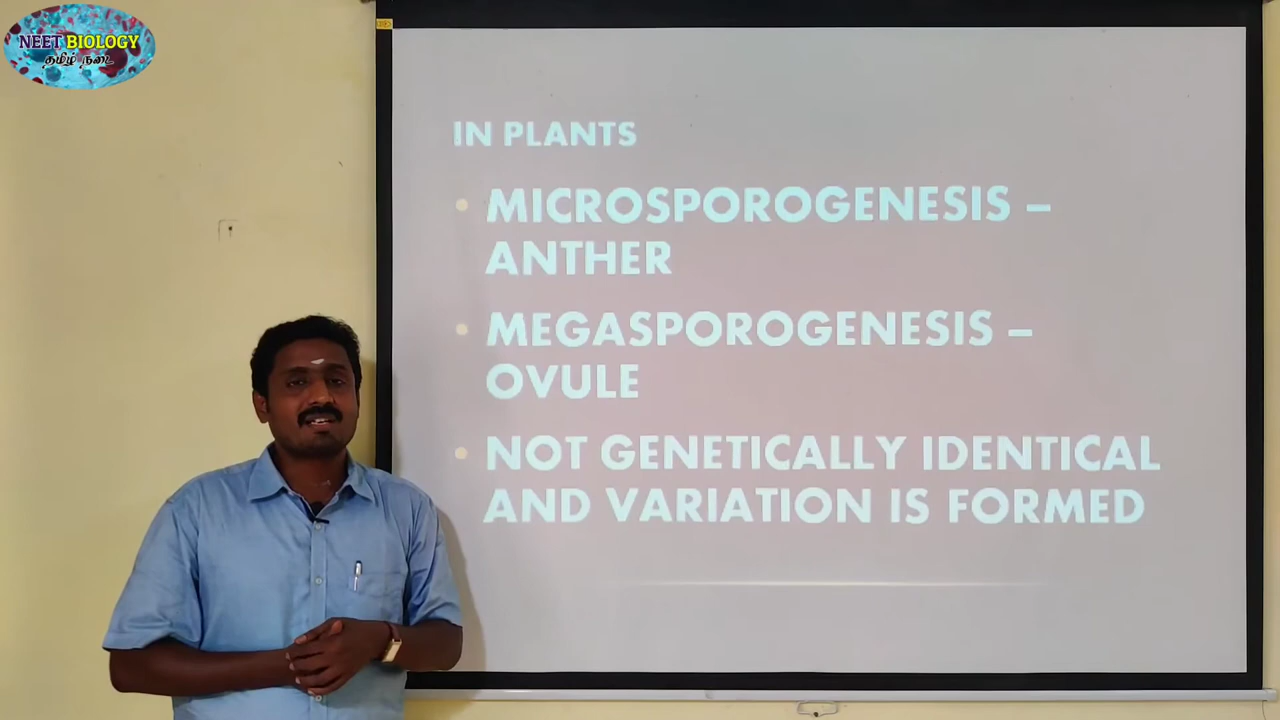 NEET BIOLOGY
தமிழ் நடை
IN PLANTS
• MICROSPOROGENESIS –
ANTHER
• MEGASPOROGENESIS –
OVULE
• NOT GENETICALLY IDENTICAL
AND VARIATION IS FORMED